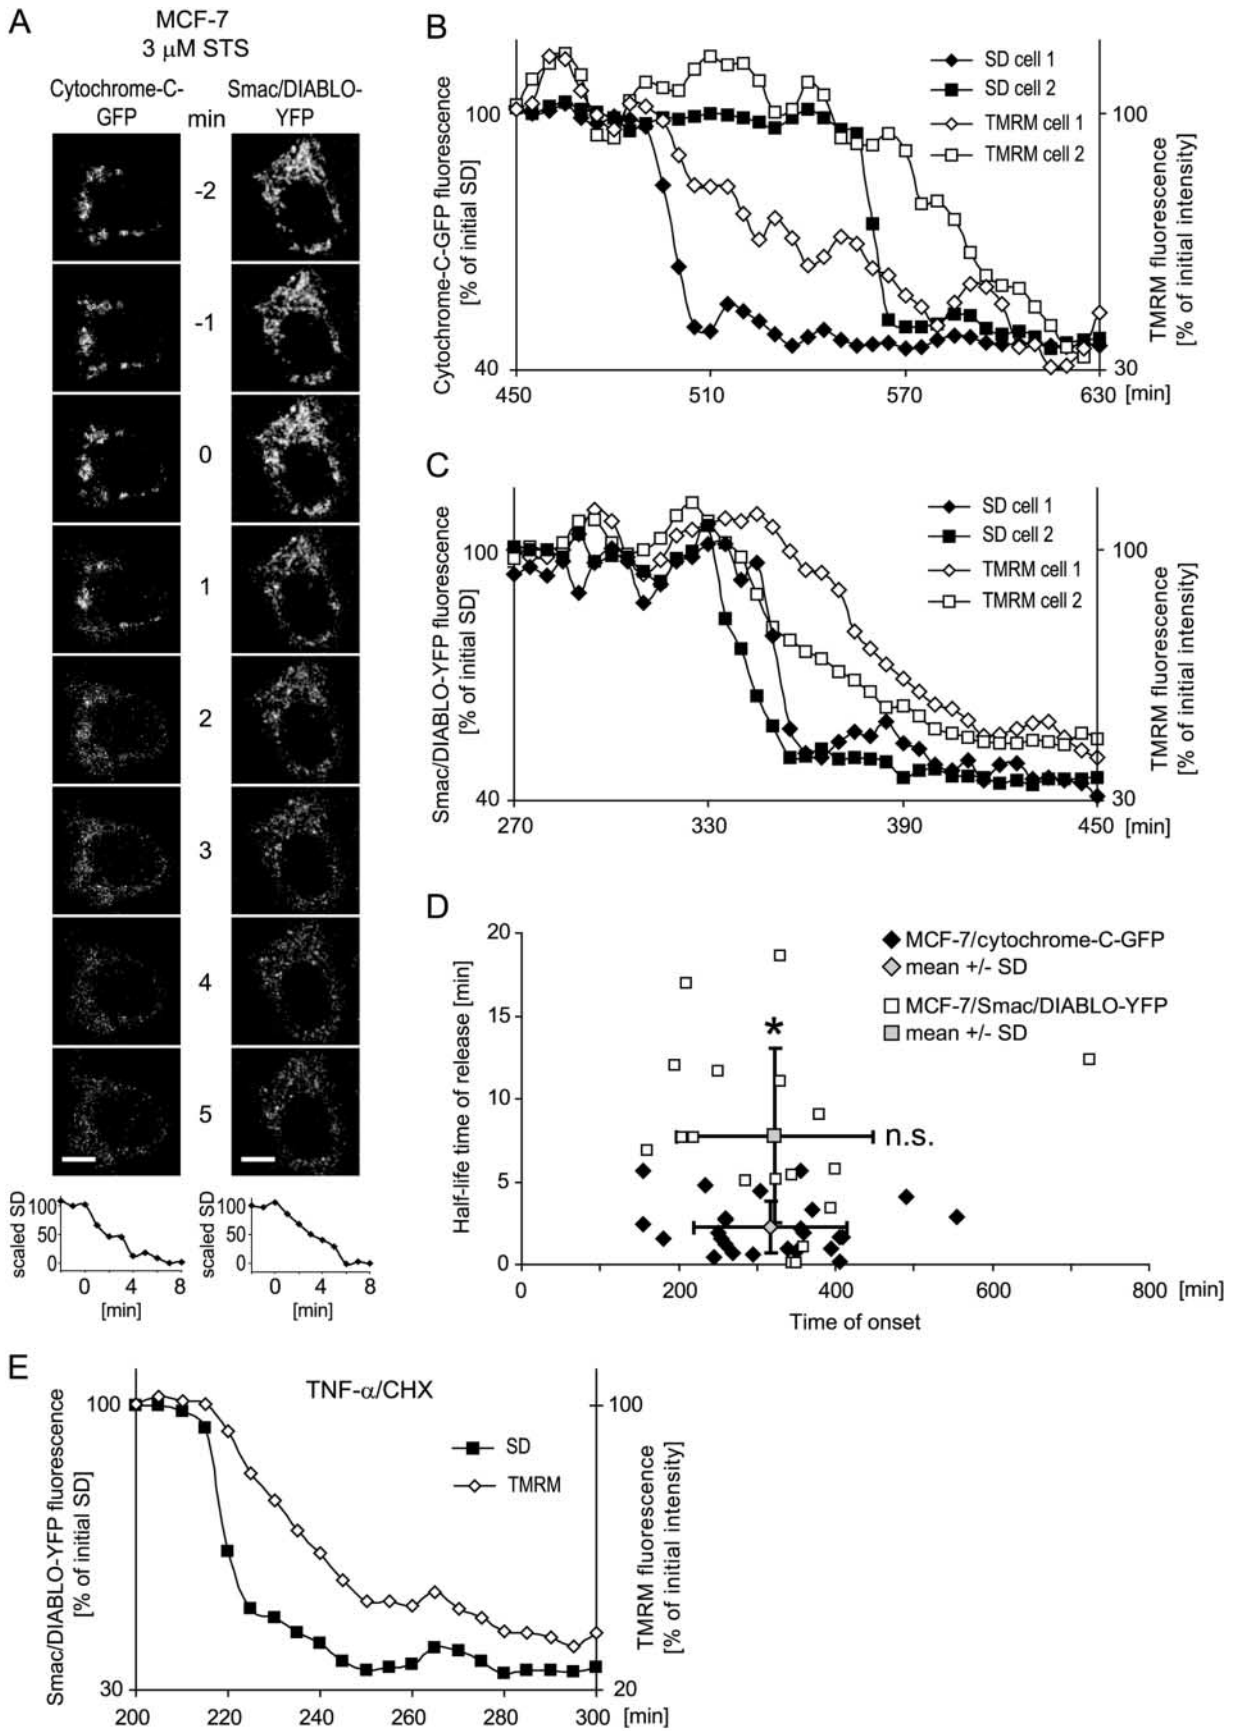 A
MCF-7
3 µM STS
Cytochrome-C-
GFP
min
Smac/DIABLO-
YFP
-2
-1
0
1
2
3
4
5
scaled SD
100
50
0
0
4
8
[min]
scaled SD
100
50
0
0
4
8
[min]
B
Cytochrome-C-GFP fluorescence
[% of initial SD]
100
40
450
510
570
630
[min]
SD cell 1
SD cell 2
TMRM cell 1
TMRM cell 2
100
30
TMRM fluorescence
[% of initial intensity]
C
Smac/DIABLO-YFP fluorescence
[% of initial SD]
100
40
270
330
390
450
[min]
SD cell 1
SD cell 2
TMRM cell 1
TMRM cell 2
100
30
TMRM fluorescence
[% of initial intensity]
D
Half-life time of release [min]
20
15
10
5
0
MCF-7/cytochrome-C-GFP
mean +/- SD
MCF-7/Smac/DIABLO-YFP
mean +/- SD
*
n.s.
0
200
400
600
800
[min]
Time of onset
E
TNF-α/CHX
Smac/DIABLO-YFP fluorescence
[% of initial SD]
100
30
SD
TMRM
200
220
240
260
280
300
[min]
100
20
TMRM fluorescence
[% of initial intensity]